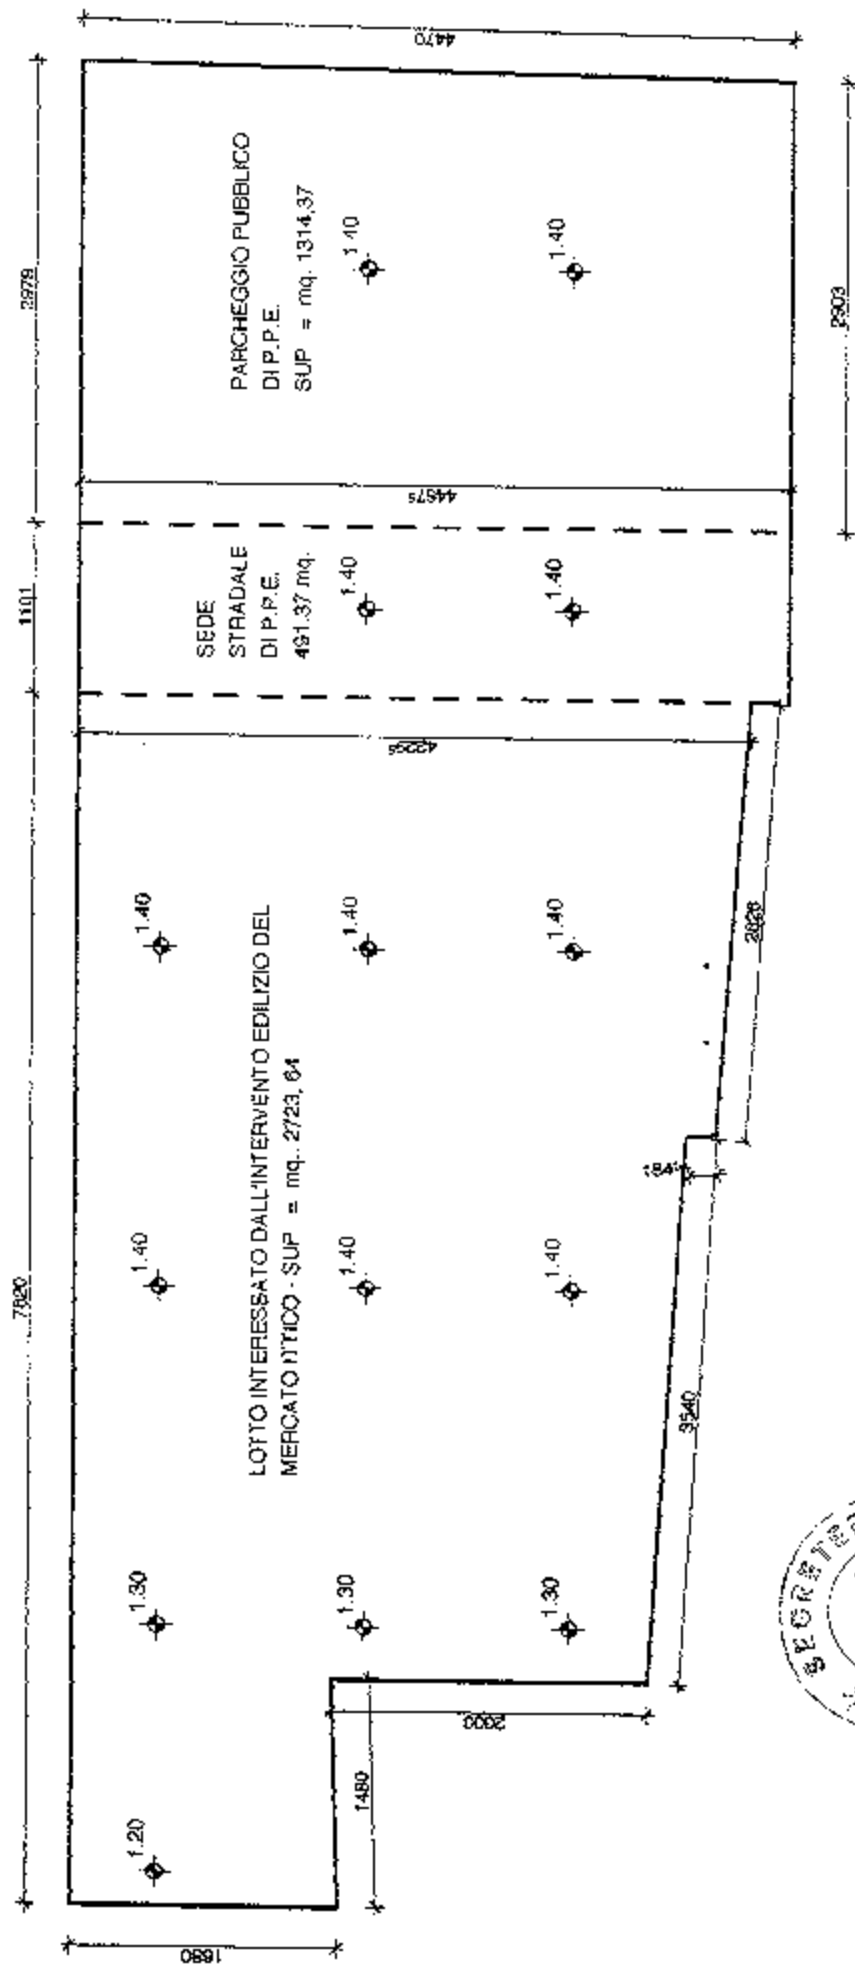 4470
2979
PARCHEGGIO PUBBLICO
DI P.P.E.
SUP = mq. 1314,37
1.40
1.40
2903
1101
SEDE
STRADALE
DI P.P.E.
491.37 mq.
1.40
1.40
7820
LOTTO INTERESSATO DALL'INTERVENTO EDILIZIO DEL
MERCATO ITTICO - SUP = mq. 2723, 64
1.40
1.40
1.40
1.40
1.40
1.40
1.30
1.30
1.30
1.20
2826
3540
2000
1480
1680